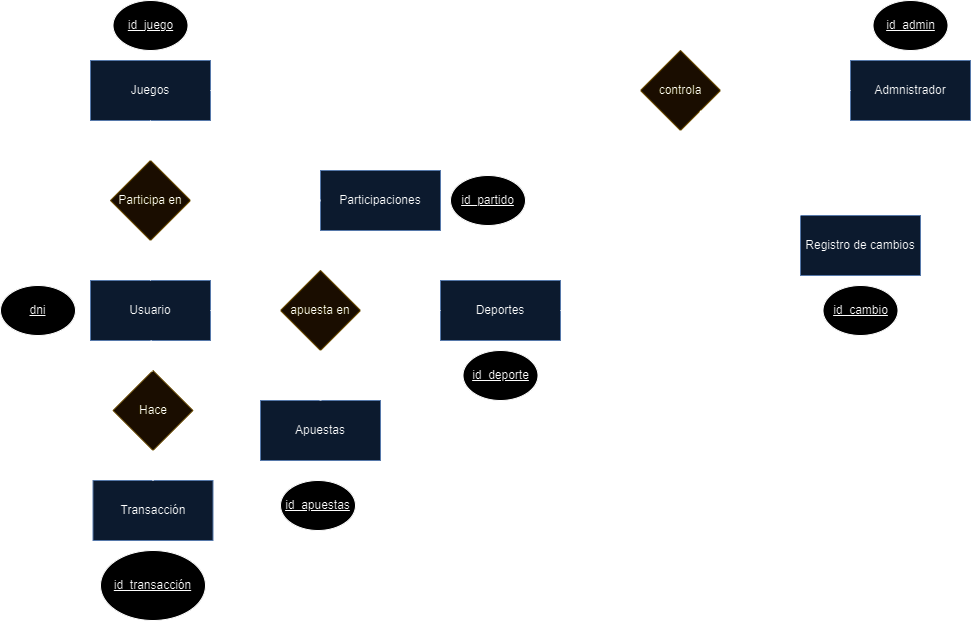 id_juego
id_admin
Juegos
controla
Admnistrador
Participa en
Participaciones
id_partido
Registro de cambios
dni
Usuario
apuesta en
Deportes
id_cambio
id_deporte
Hace
Apuestas
Transacción
id_apuestas
id_transacción